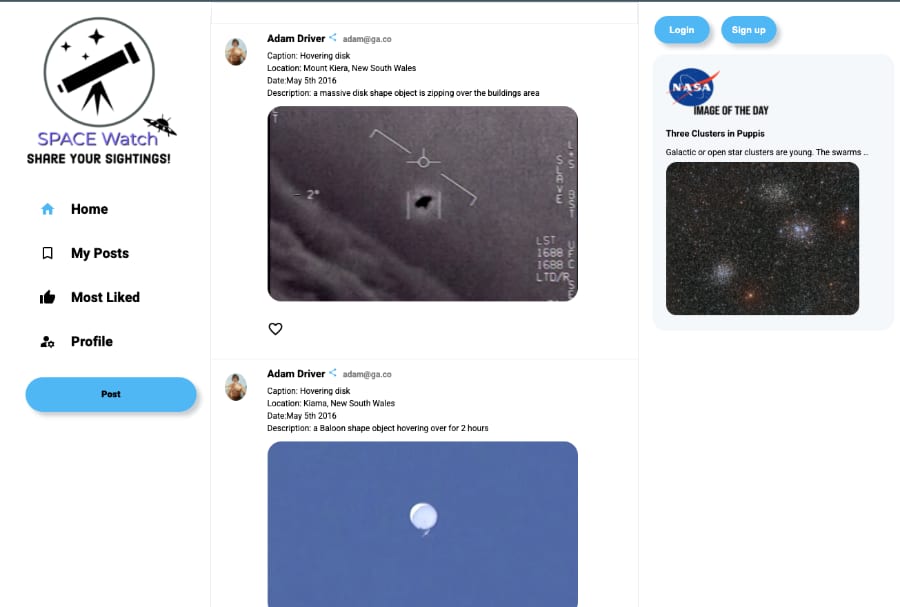 SPACE Watch
SHARE YOUR SIGHTINGS!
Home
My Posts
Most Liked
Profile
Post
Adam Driver adam@ga.co
Caption: Hovering disk
Location: Mount Kiera, New South Wales
Date:May 5th 2016
Description: a massive disk shape object is zipping over the buildings area
T
2°
L+S BST
SLAVE
LST
1688
1688
LTD/R
UFC
SE
Adam Driver adam@ga.co
Caption: Hovering disk
Location: Kiama, New South Wales
Date:May 5th 2016
Description: a Baloon shape object hovering over for 2 hours
Login
Sign up
NASA
IMAGE OF THE DAY
Three Clusters in Puppis
Galactic or open star clusters are young. The swarms ...